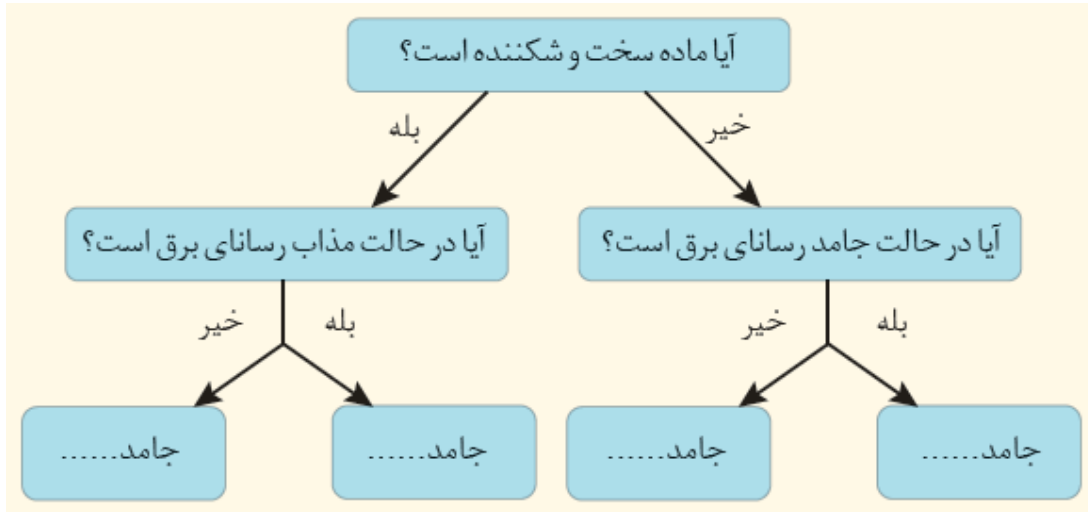 آیا ماده سخت و شکننده است؟
خیر
بله
آیا در حالت جامد رسانای برق است؟
آیا در حالت مذاب رسانای برق است؟
بله
خیر
بله
خیر
جامد......
جامد......
جامد......
جامد......